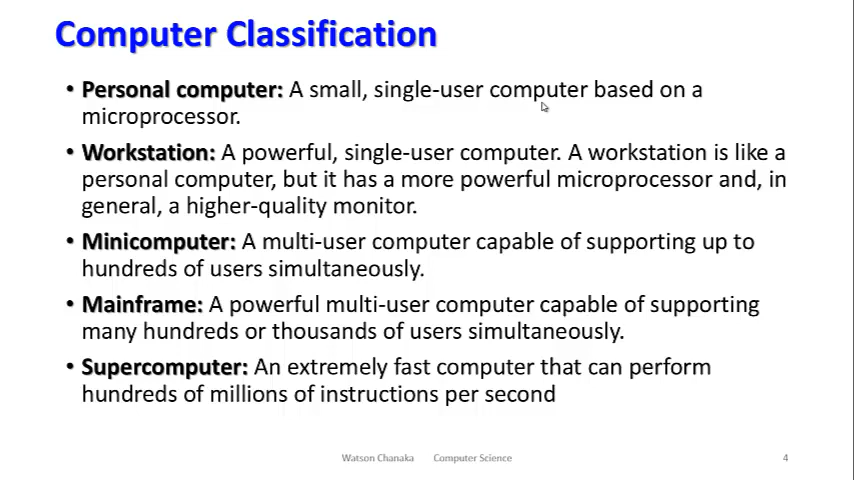 Computer Classification
• Personal computer: A small, single-user computer based on a
microprocessor.
• Workstation: A powerful, single-user computer. A workstation is like a
personal computer, but it has a more powerful microprocessor and, in
general, a higher-quality monitor.
• Minicomputer: A multi-user computer capable of supporting up to
hundreds of users simultaneously.
• Mainframe: A powerful multi-user computer capable of supporting
many hundreds or thousands of users simultaneously.
• Supercomputer: An extremely fast computer that can perform
hundreds of millions of instructions per second
Watson Chanaka Computer Science 4